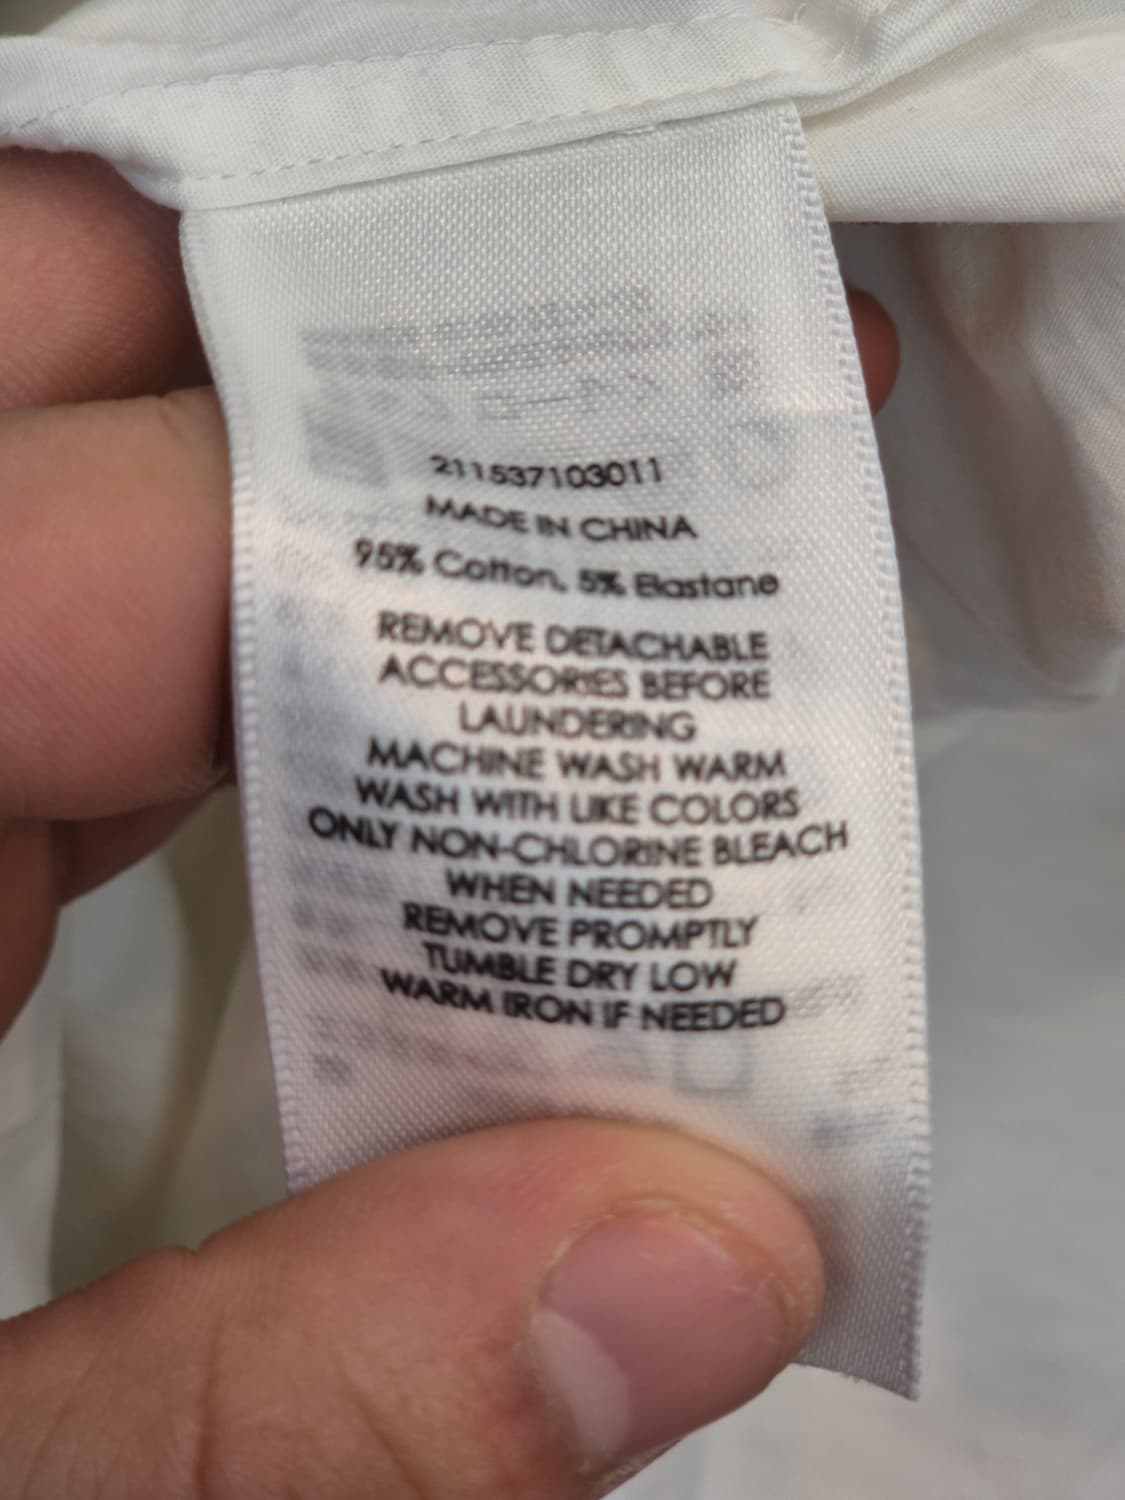 211537103011
MADE IN CHINA
95% Cotton, 5% Elastane
REMOVE DETACHABLE
ACCESSORIES BEFORE
LAUNDERING
MACHINE WASH WARM
WASH WITH LIKE COLORS
ONLY NON-CHLORINE BLEACH
WHEN NEEDED
REMOVE PROMPTLY
TUMBLE DRY LOW
WARM IRON IF NEEDED